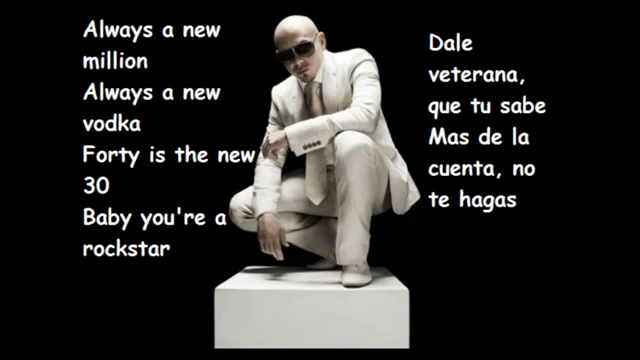 Always a new
million
Always a new
vodka
Forty is the new
30
Baby you're a
rockstar
Dale
veterana,
que tu sabe
Mas de la
cuenta, no
te hagas